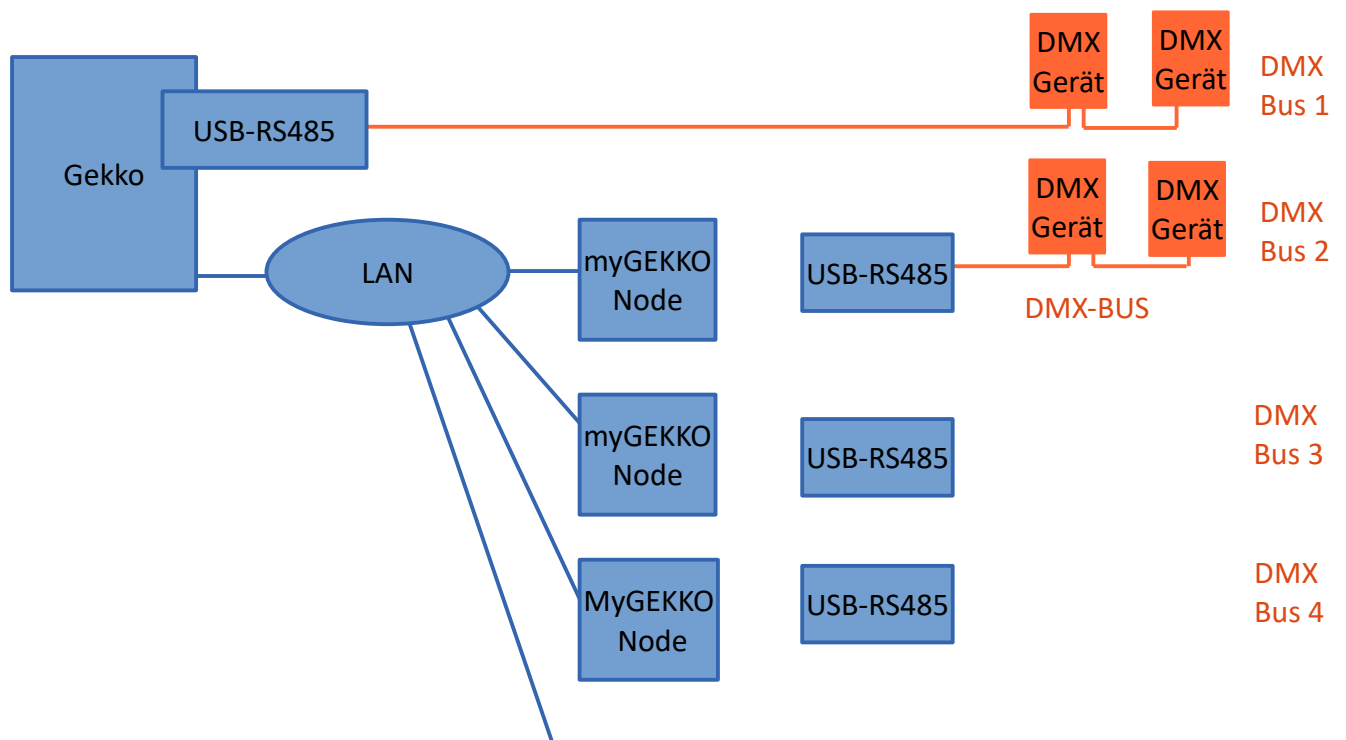 DMX
Gerät
DMX
Gerät
DMX
Bus 1
USB-RS485
Gekko
DMX
Gerät
DMX
Gerät
DMX
Bus 2
LAN
myGEKKO
Node
USB-RS485
DMX-BUS
myGEKKO
Node
USB-RS485
DMX
Bus 3
MyGEKKO
Node
USB-RS485
DMX
Bus 4